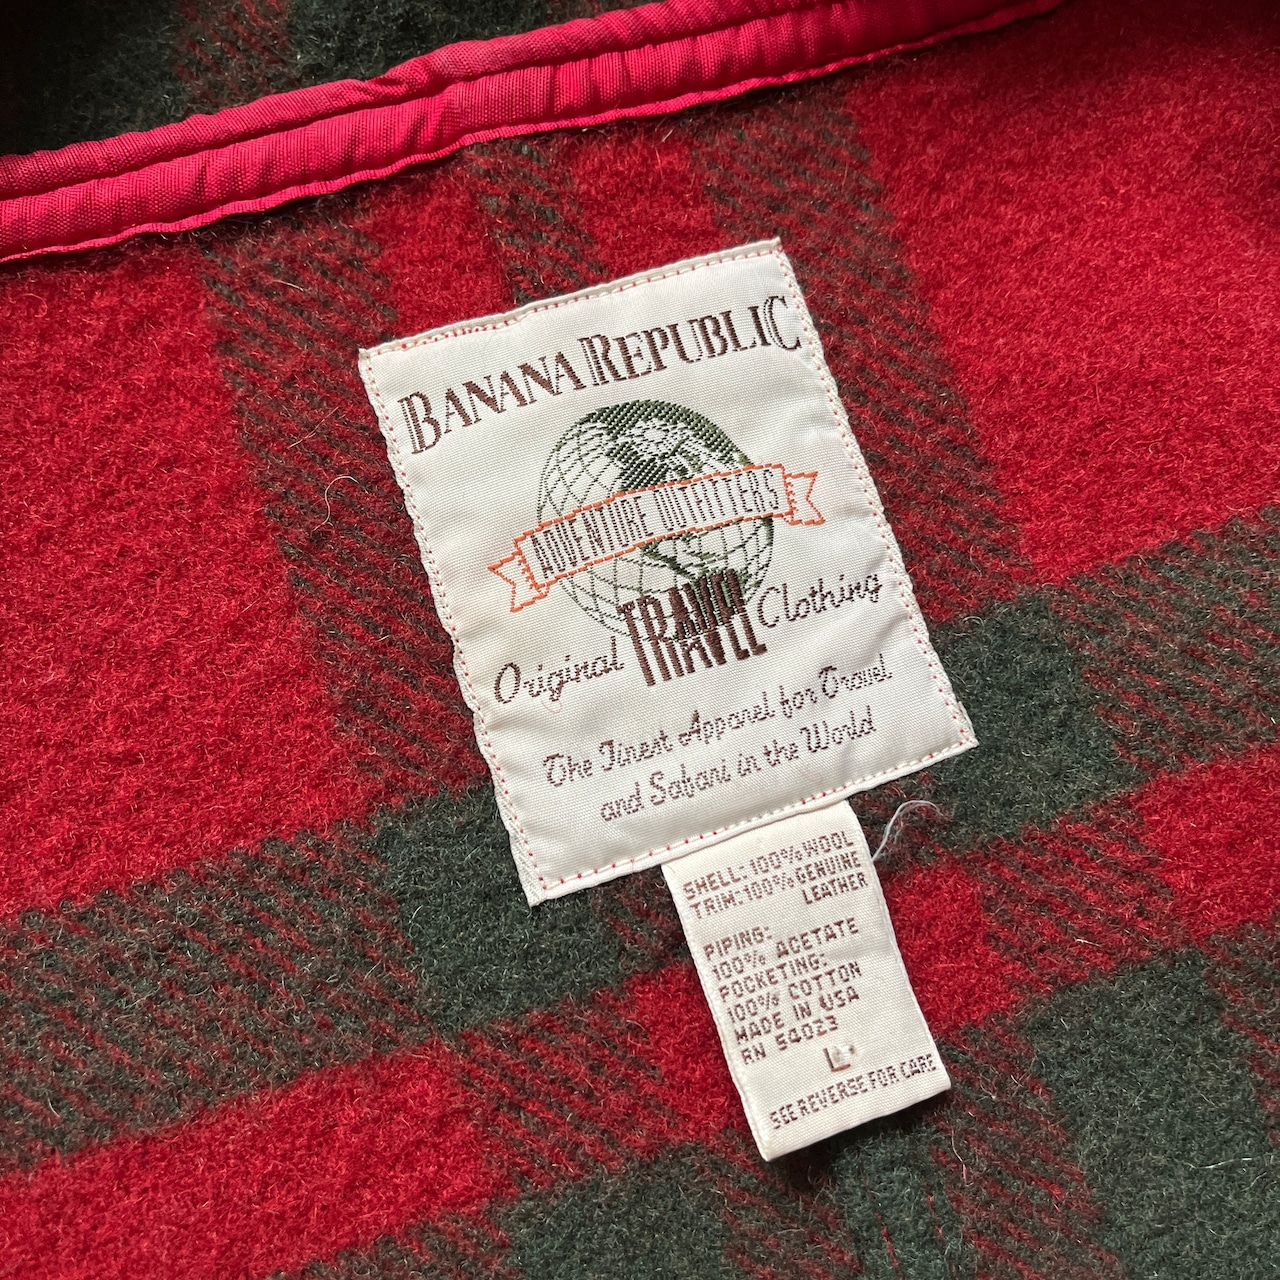 BANANA REPUBLIC
ADVENTURE OUTFITTERS
Original TRAVEL Clothing
The Finest Apparel for Travel
and Safari in the World
SHELL: 100% WOOL
TRIM: 100% GENUINE
LEATHER
PIPING:
100% ACETATE
POCKETING:
100% COTTON
MADE IN USA
RN 54023
L
SEE REVERSE FOR CARE